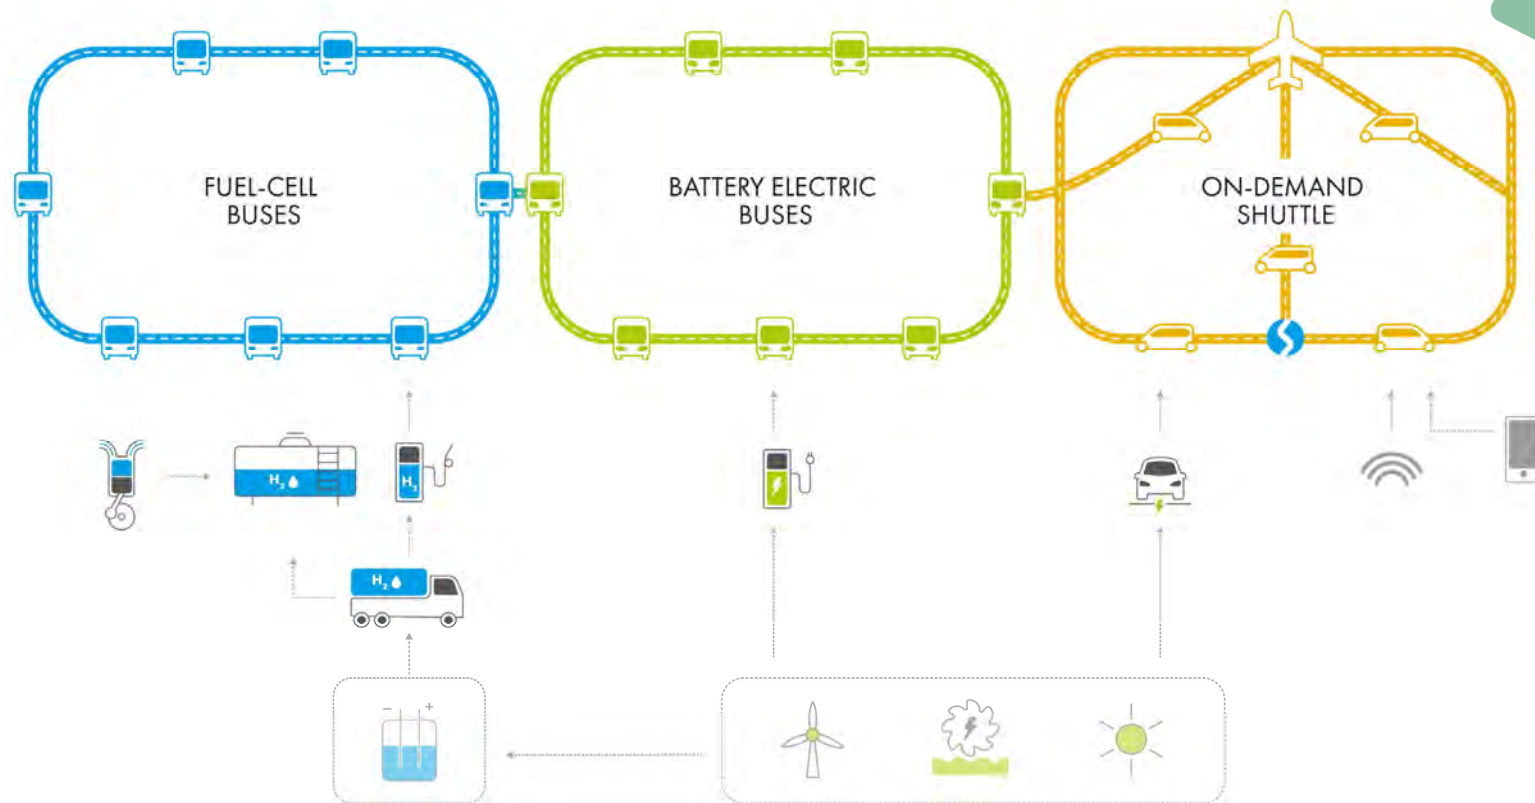 FUEL-CELL
BUSES
BATTERY ELECTRIC
BUSES
ON-DEMAND
SHUTTLE
H₂
H₂
H₂
− +